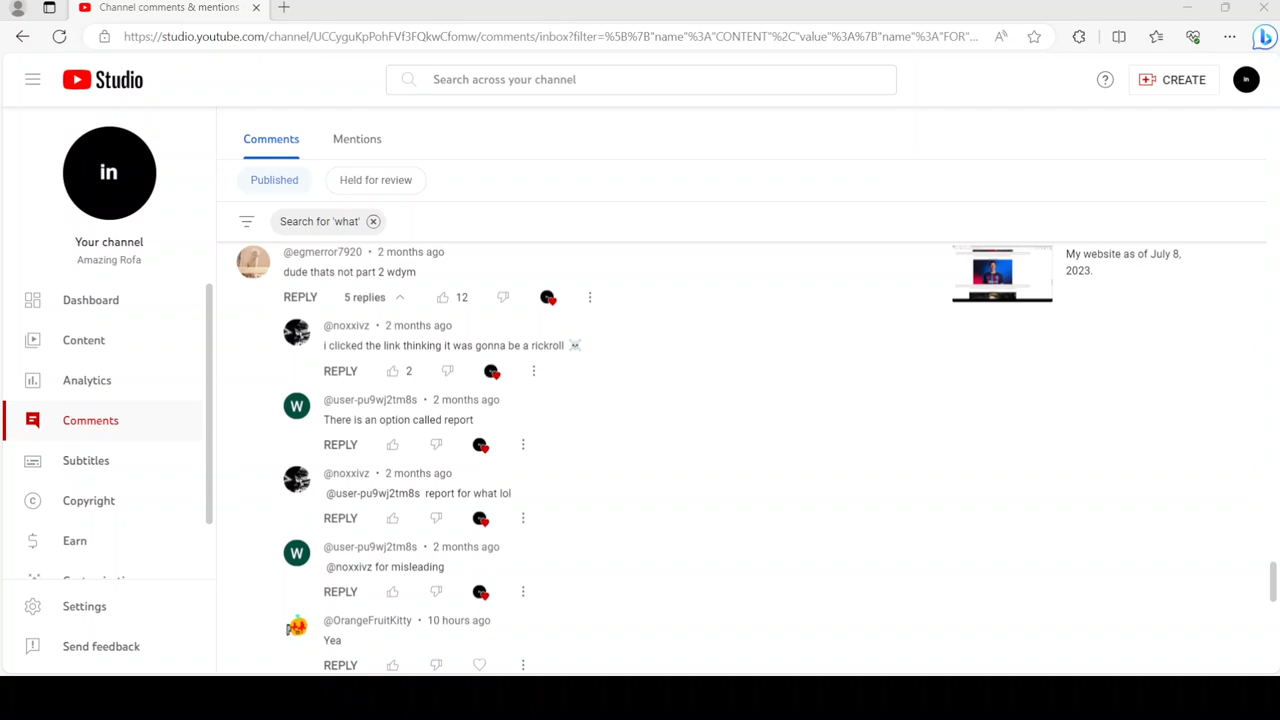 Channel comments & mentions
https://studio.youtube.com/channel/UCCyguKpPohFVf3FQkwCfomw/comments/inbox?filter=%5B%7B"name"%3A"CONTENT"%2C"value"%3A%7B"name"%3A"FOR"...
Studio
Search across your channel
CREATE
in
in
Your channel
Amazing Rofa
Dashboard
Content
Analytics
Comments
Subtitles
Copyright
Earn
Settings
Send feedback
Comments Mentions
Published Held for review
Search for 'what'
@egmerror7920 • 2 months ago
dude thats not part 2 wdym
REPLY 5 replies 12
My website as of July 8,
2023.
@noxxivz • 2 months ago
i clicked the link thinking it was gonna be a rickroll ☠️
REPLY 2
W
@user-pu9wj2tm8s • 2 months ago
There is an option called report
REPLY
@noxxivz • 2 months ago
@user-pu9wj2tm8s report for what lol
REPLY
W
@user-pu9wj2tm8s • 2 months ago
@noxxivz for misleading
REPLY
@OrangeFruitKitty • 10 hours ago
Yea
REPLY